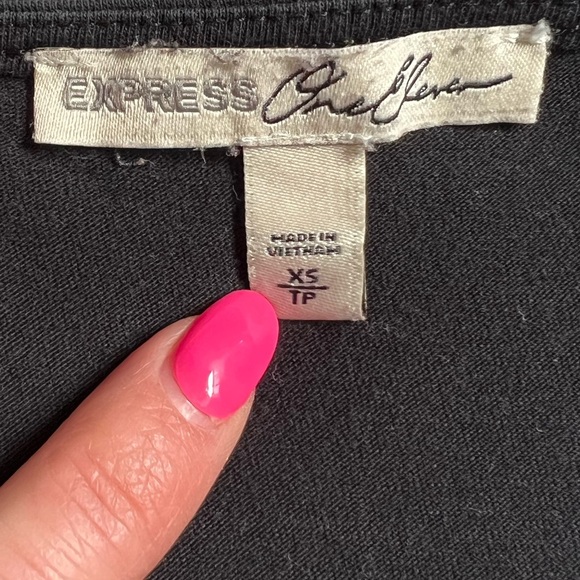 EXPRESS One Eleven
MADE IN
VIETNAM
XS
TP